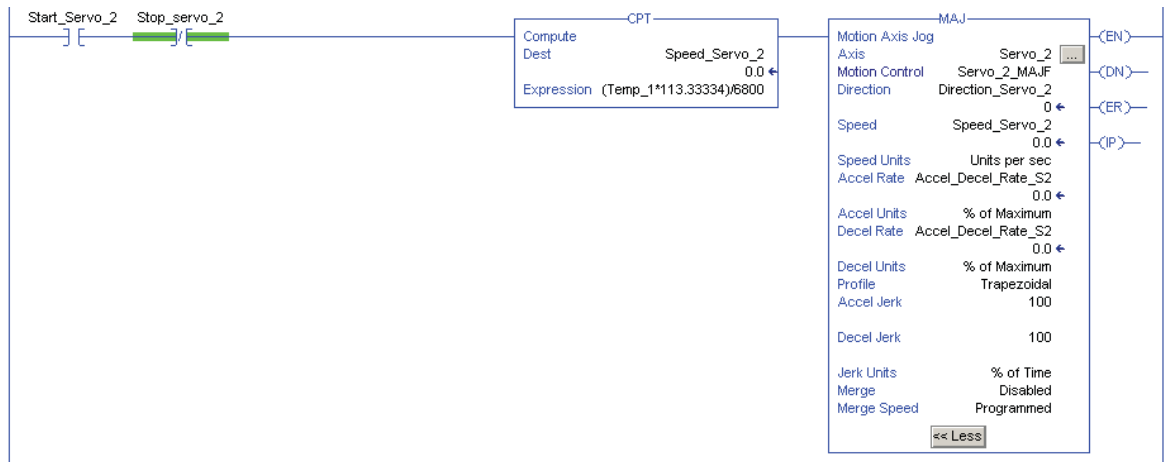 Start_Servo_2 Stop_servo_2
CPT
Compute
Dest Speed_Servo_2
0.0
Expression (Temp_1*113.33334)/6800
MAJ
Motion Axis Jog
Axis Servo_2 ...
Motion Control Servo_2_MAJF
Direction Direction_Servo_2
0
Speed Speed_Servo_2
0.0
Speed Units Units per sec
Accel Rate Accel_Decel_Rate_S2
0.0
Accel Units % of Maximum
Decel Rate Accel_Decel_Rate_S2
0.0
Decel Units % of Maximum
Profile Trapezoidal
Accel Jerk 100
Decel Jerk 100
Jerk Units % of Time
Merge Disabled
Merge Speed Programmed
<< Less
(EN)
(DN)
(ER)
(IP)